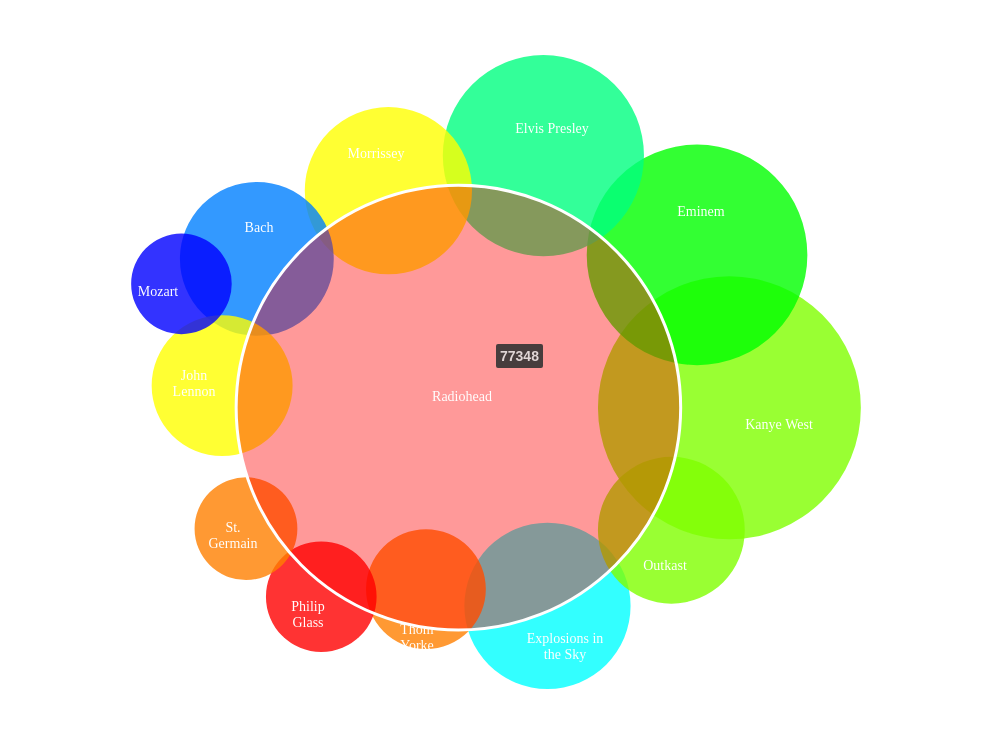 Elvis Presley
Morrissey
Eminem
Bach
Mozart
77348
John
Lennon
Radiohead
Kanye West
St.
Germain
Outkast
Philip
Glass
Thom
Yorke
Explosions in
the Sky